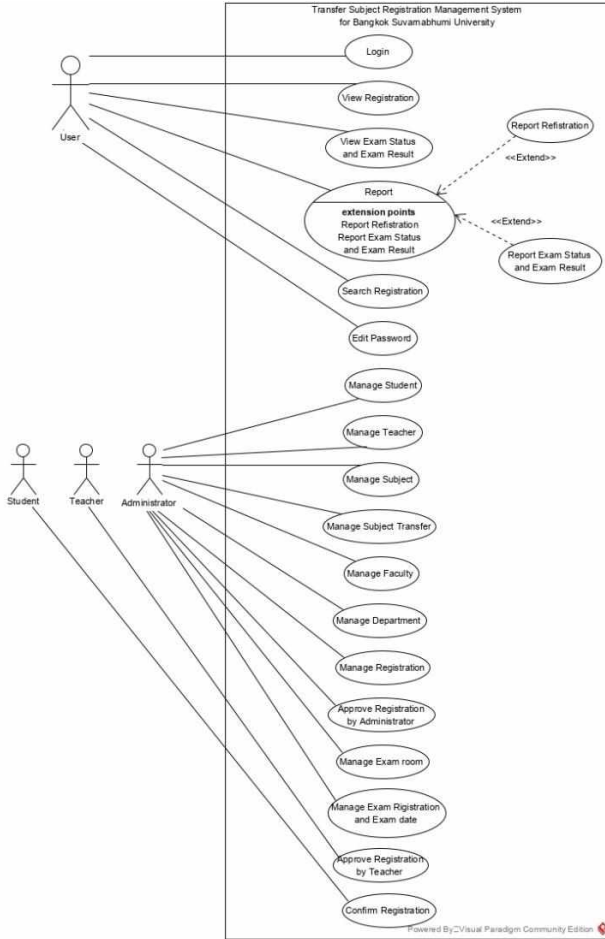 Transfer Subject Registration Management System
for Bangkok Suvarnabhumi University
Login
View Registration
User
View Exam Status
and Exam Result
Report Refistration
<<Extend>>
Report
extension points
Report Refistration
Report Exam Status
and Exam Result
<<Extend>>
Report Exam Status
and Exam Result
Search Registration
Edit Password
Manage Student
Manage Teacher
Manage Subject
Student
Teacher
Administrator
Manage Subject Transfer
Manage Faculty
Manage Department
Manage Registration
Approve Registration
by Administrator
Manage Exam room
Manage Exam Rigistration
and Exam date
Approve Registration
by Teacher
Confirm Registration
Powered By Visual Paradigm Community Edition